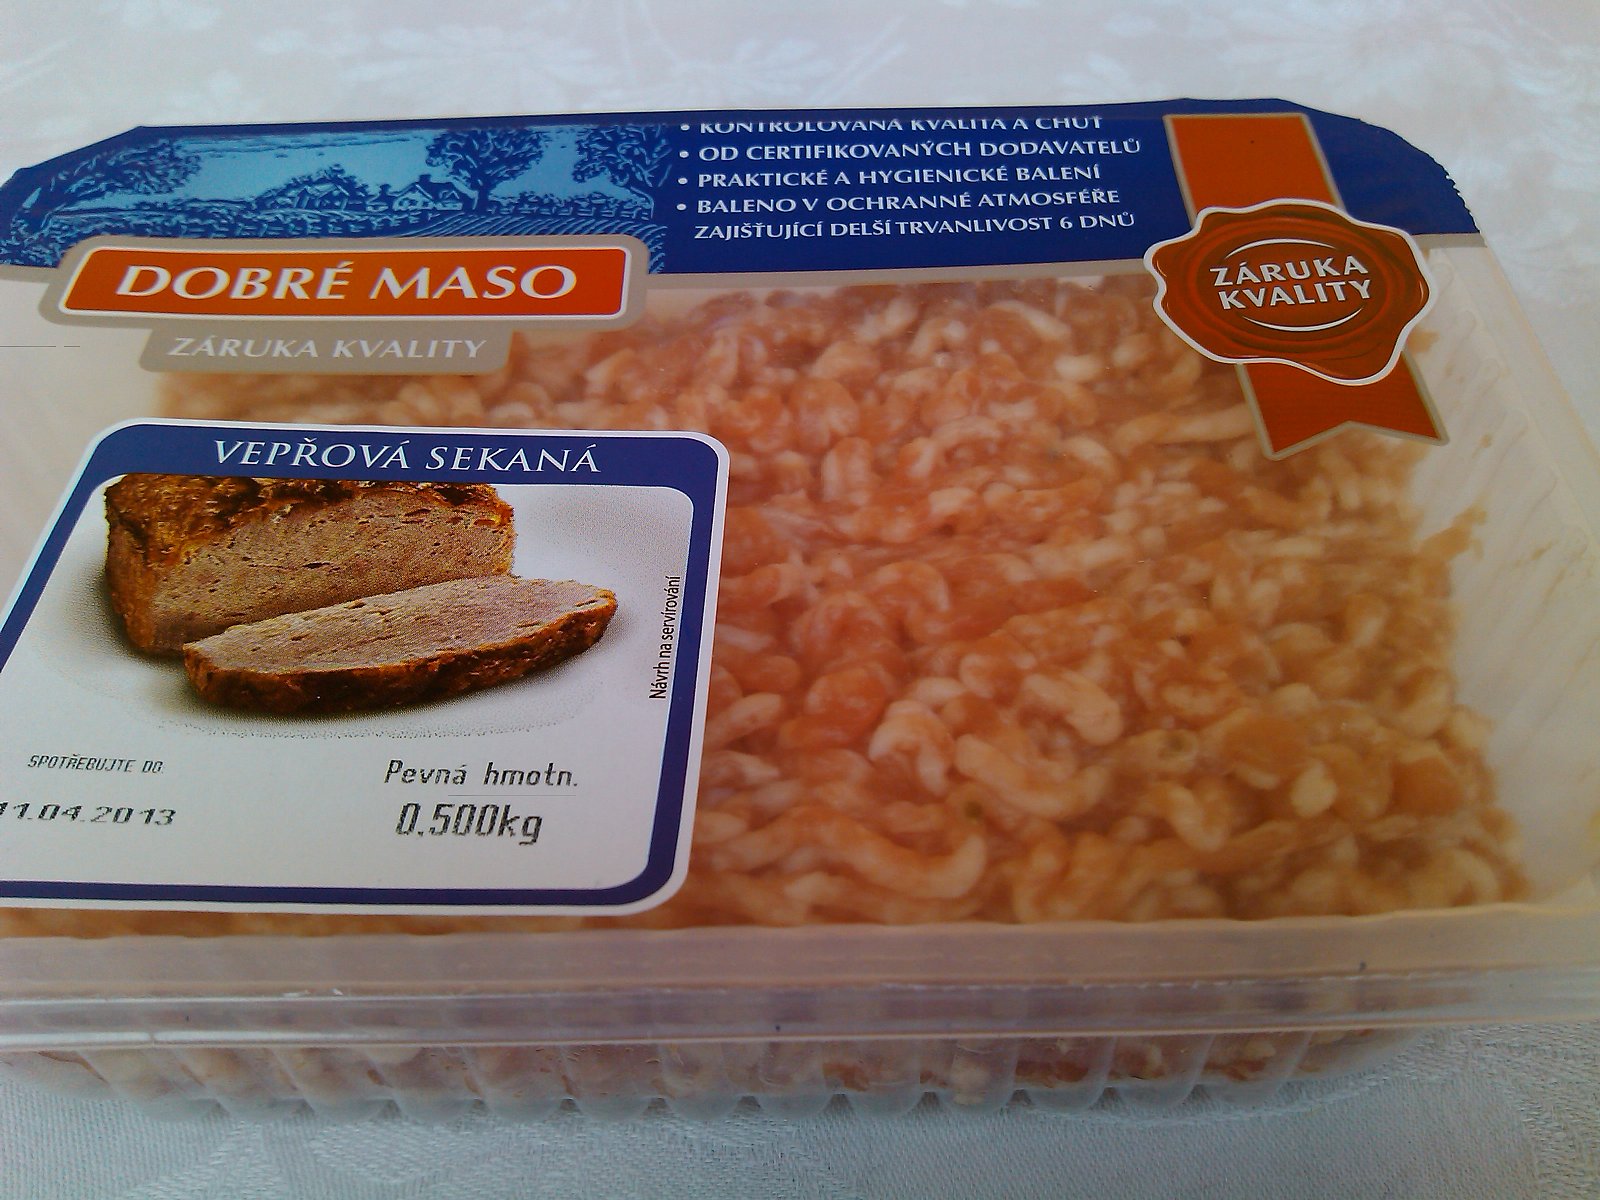 • KONTROLOVANÁ KVALITA A CHUŤ
• OD CERTIFIKOVANÝCH DODAVATELŮ
• PRAKTICKÉ A HYGIENICKÉ BALENÍ
• BALENO V OCHRANNÉ ATMOSFÉŘE
ZAJIŠŤUJÍCÍ DELŠÍ TRVANLIVOST 6 DNŮ
DOBRÉ MASO
ZÁRUKA KVALITY
ZÁRUKA
KVALITY
VEPŘOVÁ SEKANÁ
Návrh na servírování
SPOTŘEBUJTE DO
11.04.2013
Pevná hmotn.
0.500kg